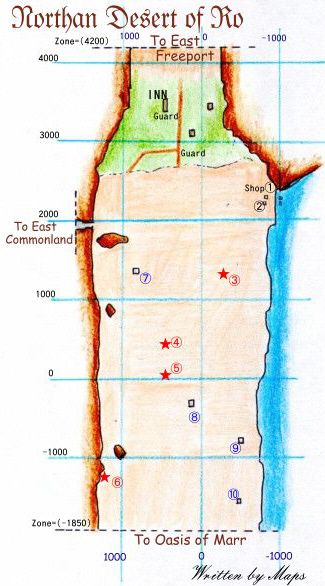 Northan Desert of Ro
Zone=(4200)
To East
Freeport
1000 0 -1000
4000
INN
Guard
3000
Guard
Shop①
②
2000
To East
Commonland
⑦
③
1000
④
⑤
0
⑧
⑨
-1000
⑥
⑩
Zone=(-1850)
To Oasis of Marr
1000 0 -1000
Written by Maps